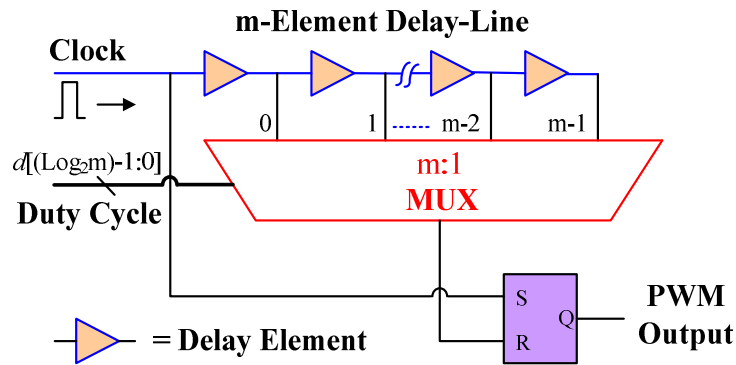 m-Element Delay-Line
Clock
0
1
......
m-2
m-1
d[(Log₂m)-1:0]
m:1
MUX
Duty Cycle
S
R
Q
PWM
Output
= Delay Element